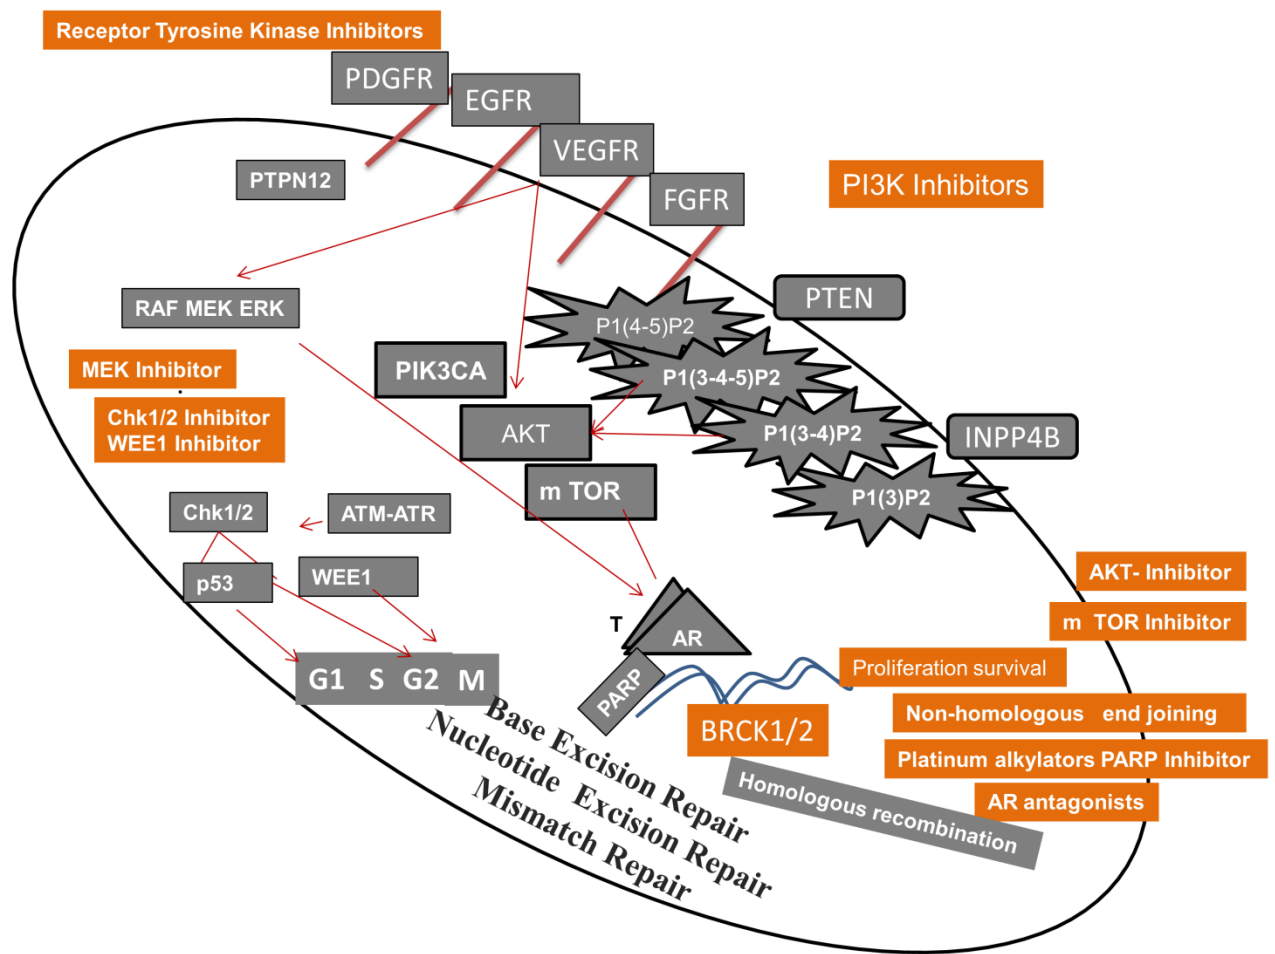 Receptor Tyrosine Kinase Inhibitors
PDGFR
EGFR
VEGFR
FGFR
PTPN12
PI3K Inhibitors
PTEN
RAF MEK ERK
P1(4-5)P2
MEK Inhibitor
PIK3CA
P1(3-4-5)P2
Chk1/2 Inhibitor
WEE1 Inhibitor
AKT
P1(3-4)P2
INPP4B
m TOR
P1(3)P2
Chk1/2
ATM-ATR
p53
WEE1
AKT- Inhibitor
m TOR Inhibitor
T
AR
G1 S G2 M
PARP
Proliferation survival
BRCK1/2
Non-homologous end joining
Platinum alkylators PARP Inhibitor
AR antagonists
Homologous recombination
Base Excision Repair
Nucleotide Excision Repair
Mismatch Repair